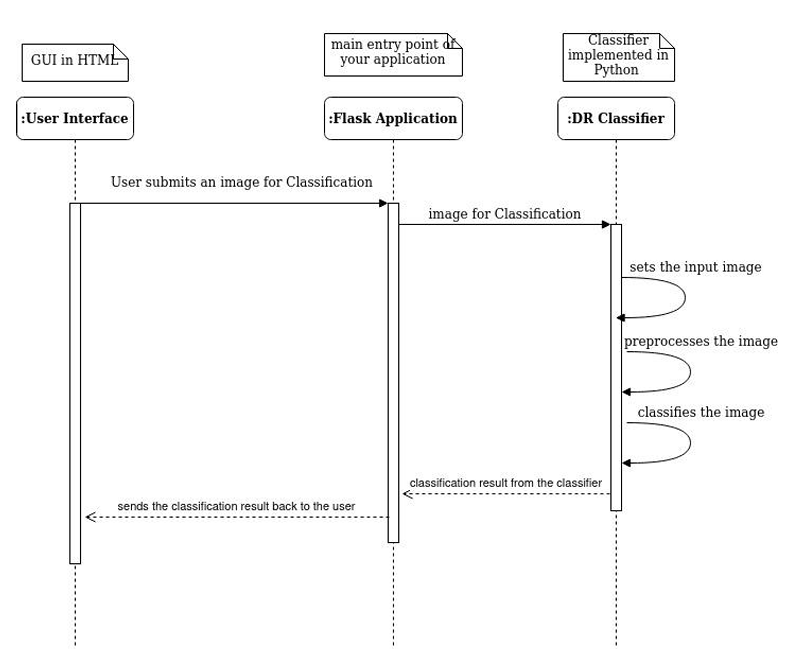 GUI in HTML
main entry point of
your application
Classifier
implemented in
Python
:User Interface
:Flask Application
:DR Classifier
User submits an image for Classification
image for Classification
sets the input image
preprocesses the image
classifies the image
classification result from the classifier
sends the classification result back to the user